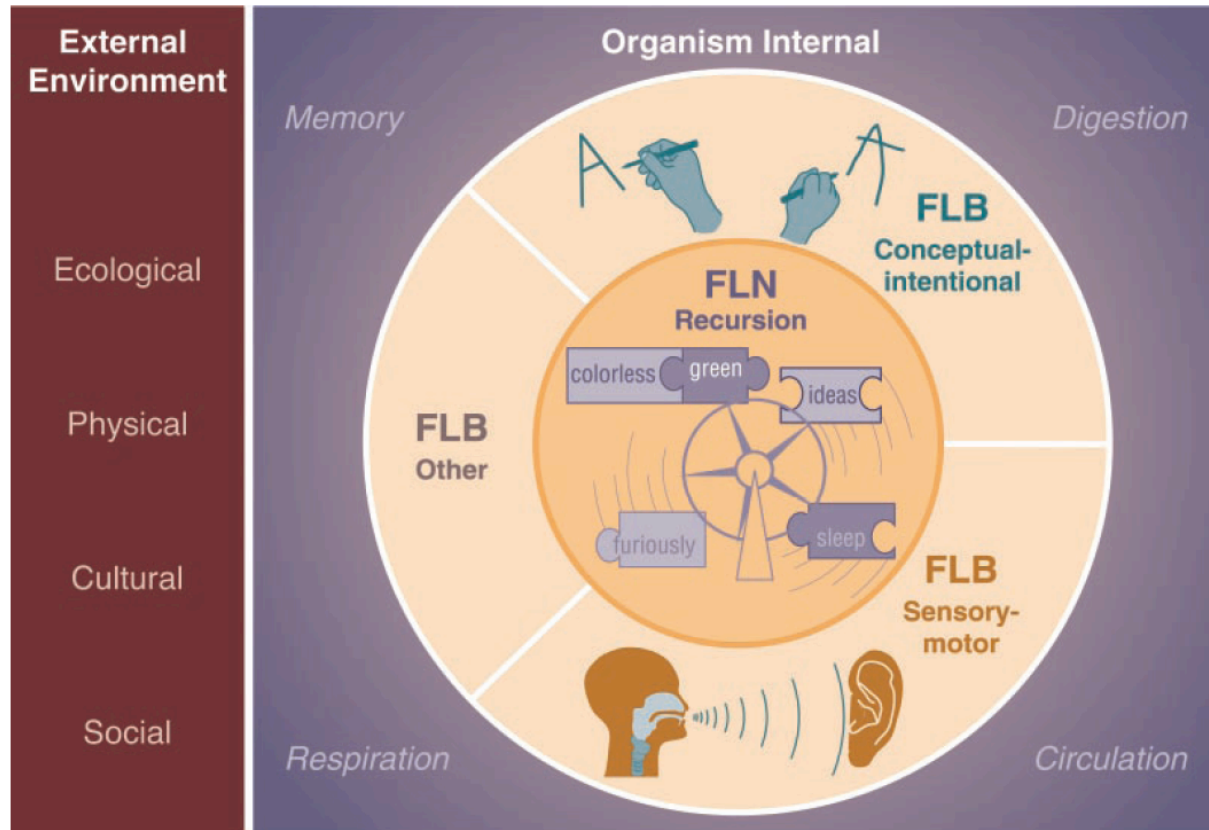 External
Environment
Ecological
Physical
Cultural
Social
Organism Internal
Memory
Digestion
A
A
FLB
Conceptual-
intentional
FLN
Recursion
colorless
green
ideas
FLB
Other
furiously
sleep
FLB
Sensory-
motor
Respiration
Circulation